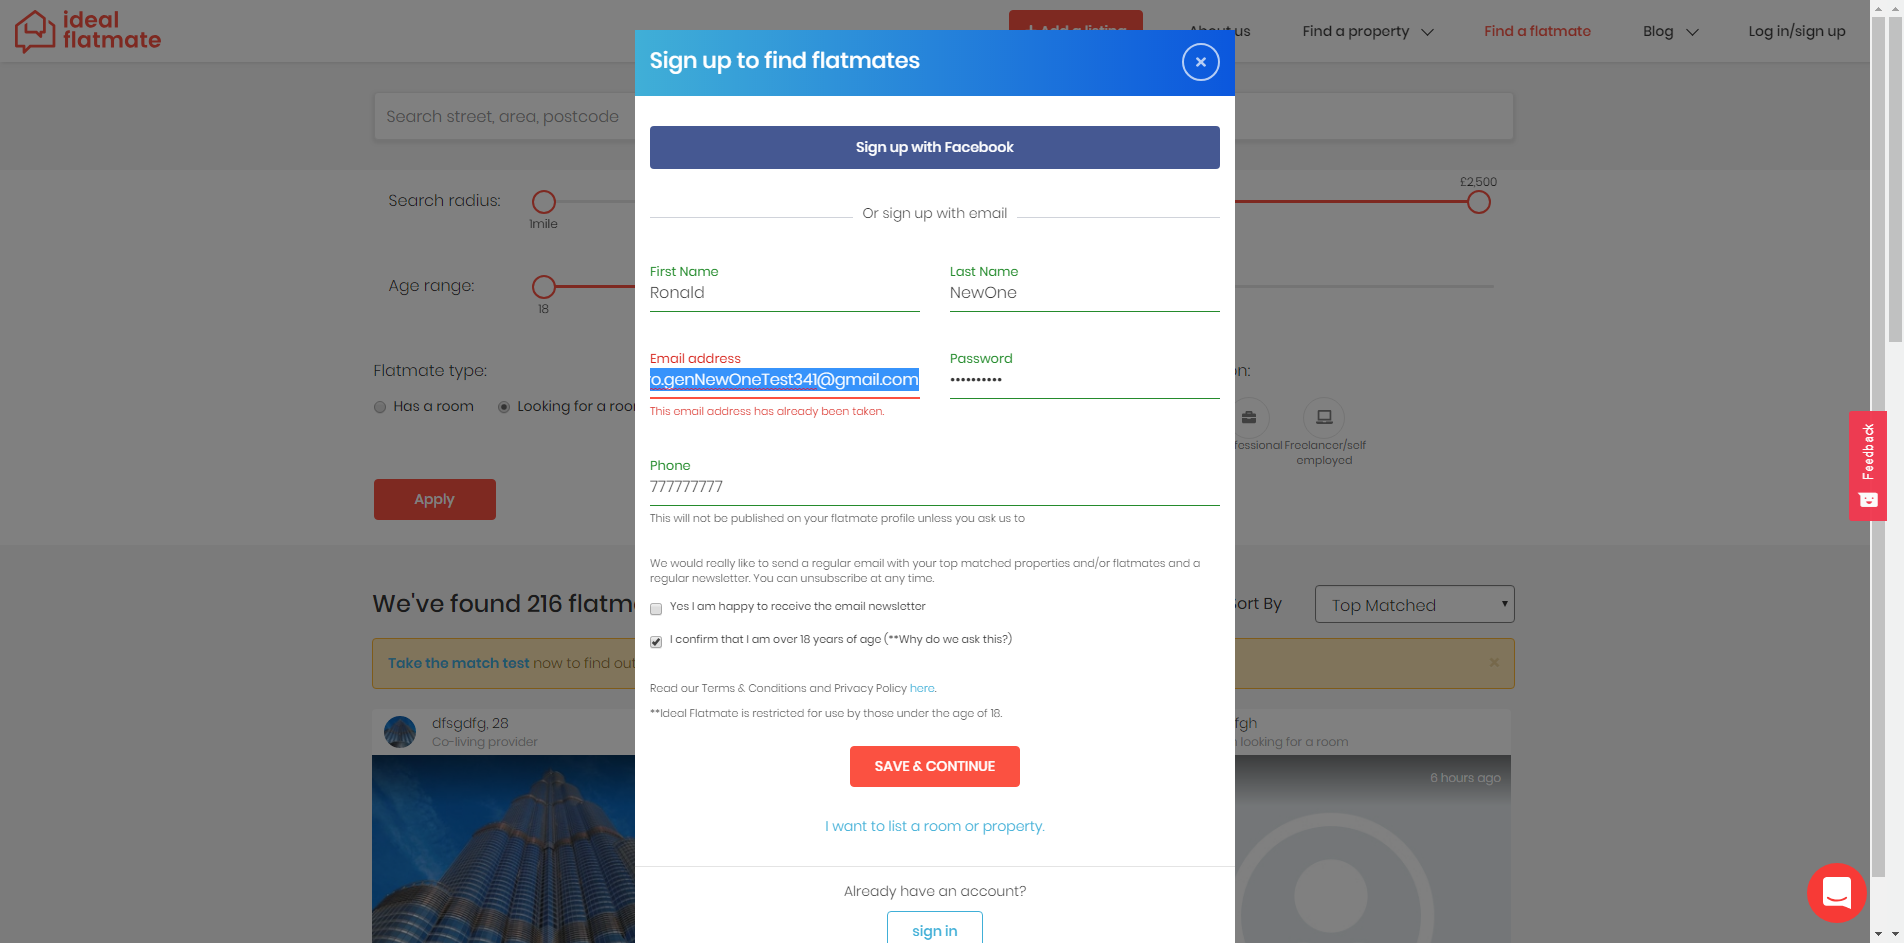 ideal
flatmate
About us
Find a property
Find a flatmate
Blog
Log in/sign up
Sign up to find flatmates
Search street, area, postcode
Sign up with Facebook
£2,500
Search radius:
1mile
Or sign up with email
Age range:
18
First Name
Ronald
Last Name
NewOne
Email address
o.genNewOneTest341@gmail.com
This email address has already been taken.
Password
••••••••••
Flatmate type:
Has a room
Looking for a roo
on:
fessional
Freelancer/self
employed
Feedback
Phone
777777777
This will not be published on your flatmate profile unless you ask us to
Apply
We would really like to send a regular email with your top matched properties and/or flatmates and a
regular newsletter. You can unsubscribe at any time.
Yes I am happy to receive the email newsletter
I confirm that I am over 18 years of age (**Why do we ask this?)
We've found 216 flatm
Sort By
Top Matched
Take the match test now to find out
Read our Terms & Conditions and Privacy Policy here.
**Ideal Flatmate is restricted for use by those under the age of 18.
dfsgdfg, 28
Co-living provider
fgh
looking for a room
6 hours ago
SAVE & CONTINUE
I want to list a room or property.
Already have an account?
sign in